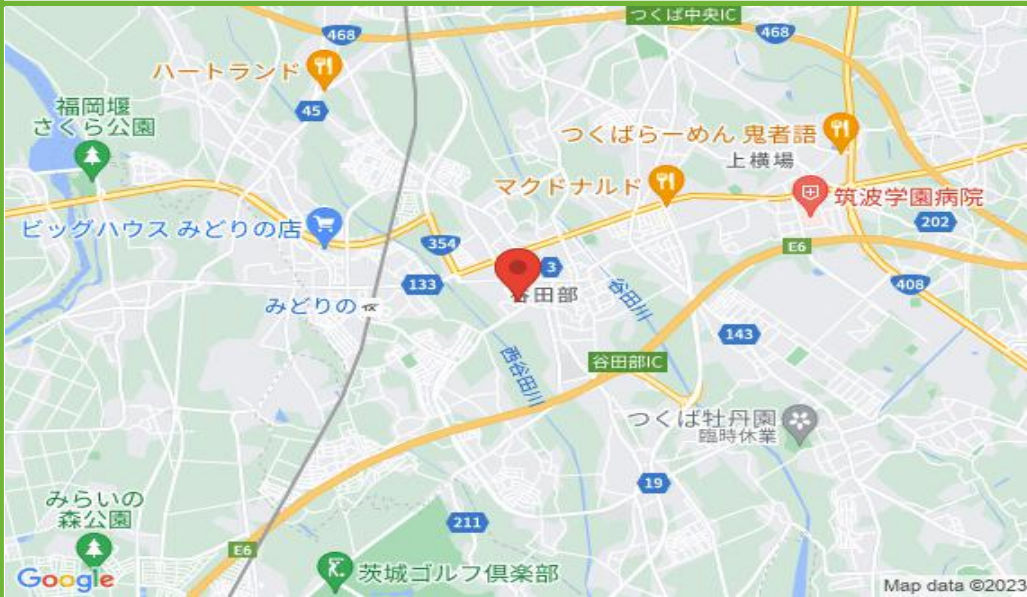 つくば中央IC
468
468
ハートランド
45
福岡堰
さくら公園
つくばらーめん 鬼者語
上横場
マクドナルド
筑波学園病院
202
ビッグハウス みどりの店
354
E6
3
133
谷田部
谷田川
408
みどりの
143
西谷田川
谷田部IC
つくば牡丹園
臨時休業
19
みらいの
森公園
211
E6
茨城ゴルフ倶楽部
Google
Map data ©2023